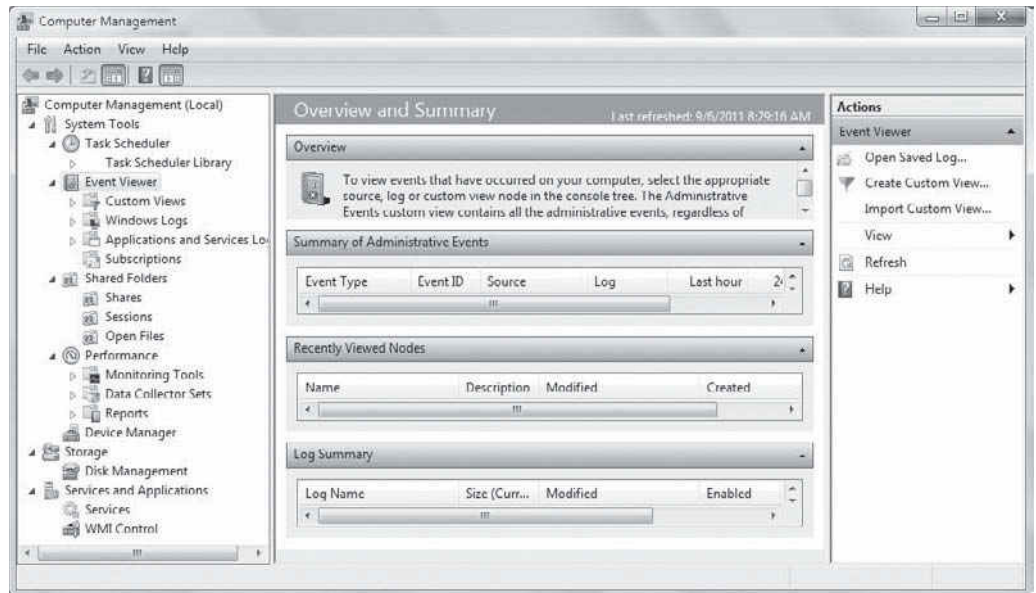 Computer Management
File Action View Help
Computer Management (Local)
System Tools
Task Scheduler
Task Scheduler Library
Event Viewer
Custom Views
Windows Logs
Applications and Services Lo
Subscriptions
Shared Folders
Shares
Sessions
Open Files
Performance
Monitoring Tools
Data Collector Sets
Reports
Device Manager
Storage
Disk Management
Services and Applications
Services
WMI Control
Overview and Summary
Last refreshed: 9/6/2011 8:29:16 AM
Overview
To view events that have occurred on your computer, select the appropriate
source, log or custom view node in the console tree. The Administrative
Events custom view contains all the administrative events, regardless of
Summary of Administrative Events
Event Type Event ID Source Log Last hour 2
Recently Viewed Nodes
Name Description Modified Created
Log Summary
Log Name Size (Curr... Modified Enabled
Actions
Event Viewer
Open Saved Log...
Create Custom View...
Import Custom View...
View
Refresh
Help